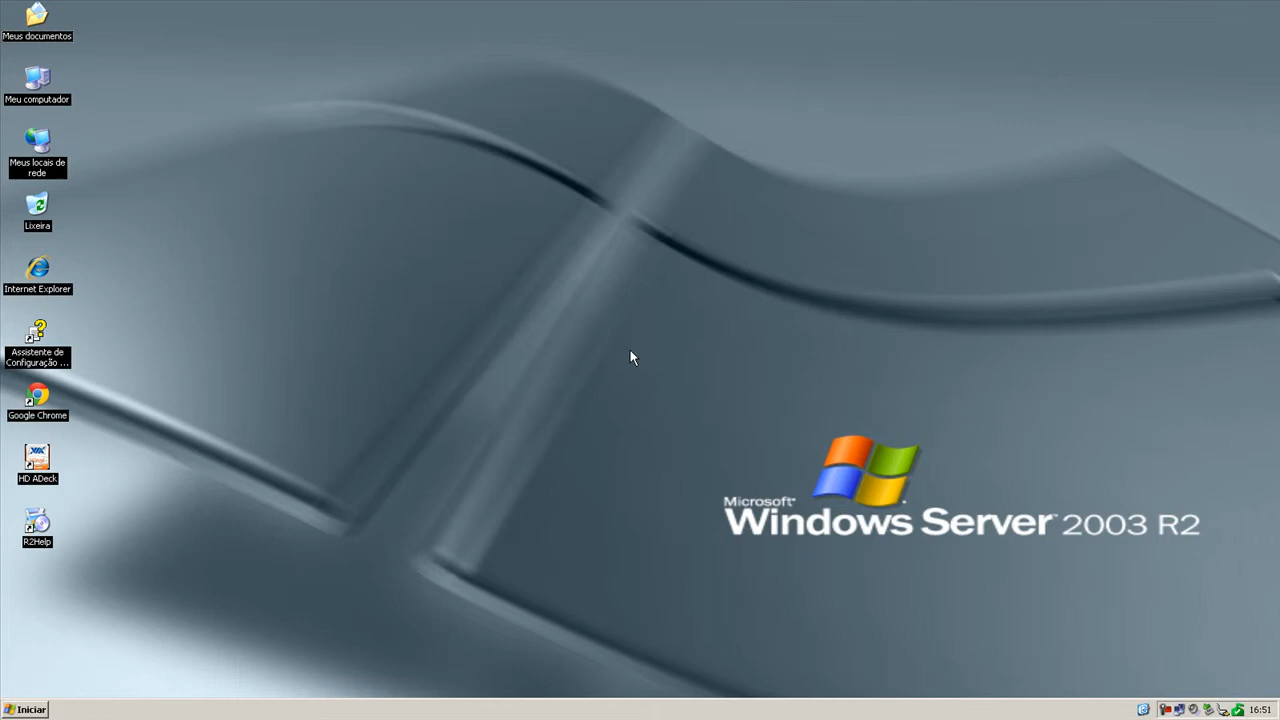 Meus documentos
Meu computador
Meus locais de
rede
Lixeira
Internet Explorer
Assistente de
Configuração ...
Google Chrome
VIA
HD ADeck
R2Help
Microsoft
Windows Server 2003 R2
Iniciar
16:51